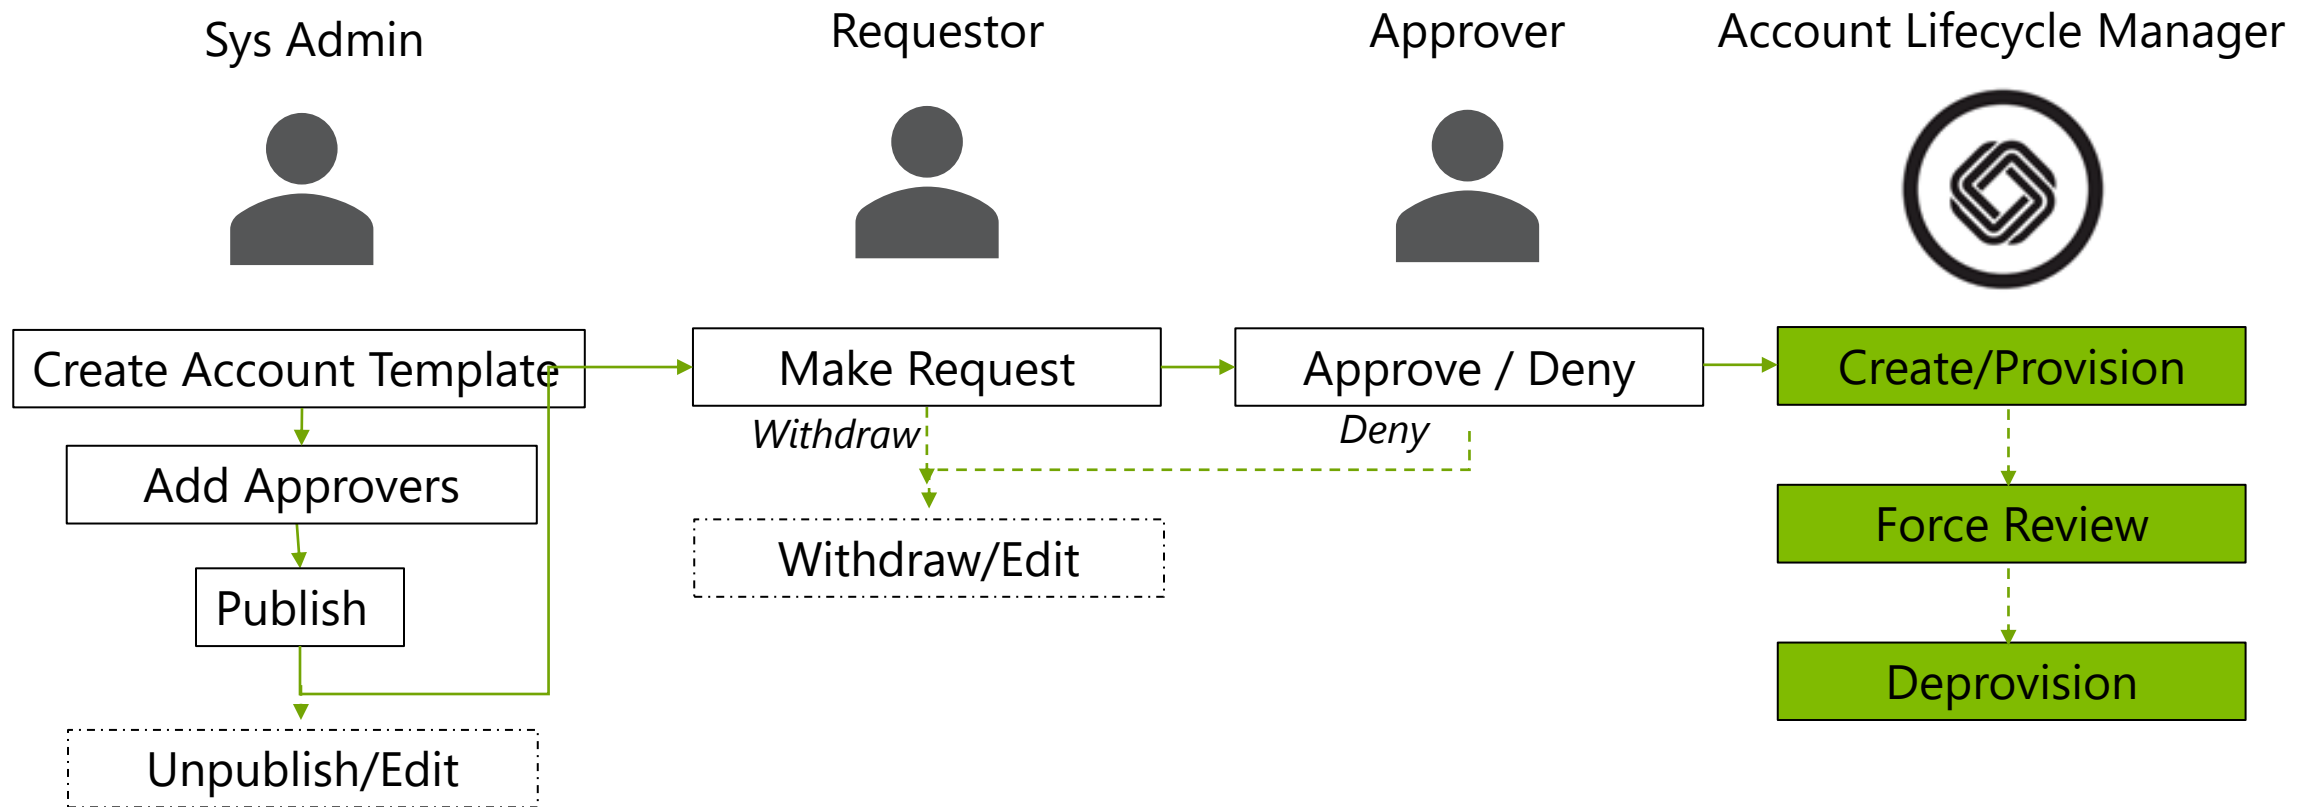 Sys Admin
Requestor
Approver
Account Lifecycle Manager
Create Account Template
Make Request
Approve / Deny
Create/Provision
Withdraw
Deny
Add Approvers
Force Review
Withdraw/Edit
Publish
Deprovision
Unpublish/Edit